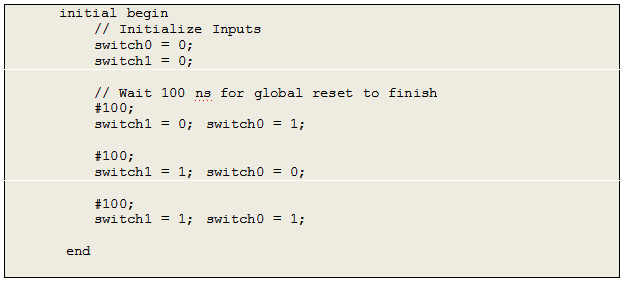 initial begin
// Initialize Inputs
switch0 = 0;
switch1 = 0;
// Wait 100 ns for global reset to finish
#100;
switch1 = 0; switch0 = 1;
#100;
switch1 = 1; switch0 = 0;
#100;
switch1 = 1; switch0 = 1;
end